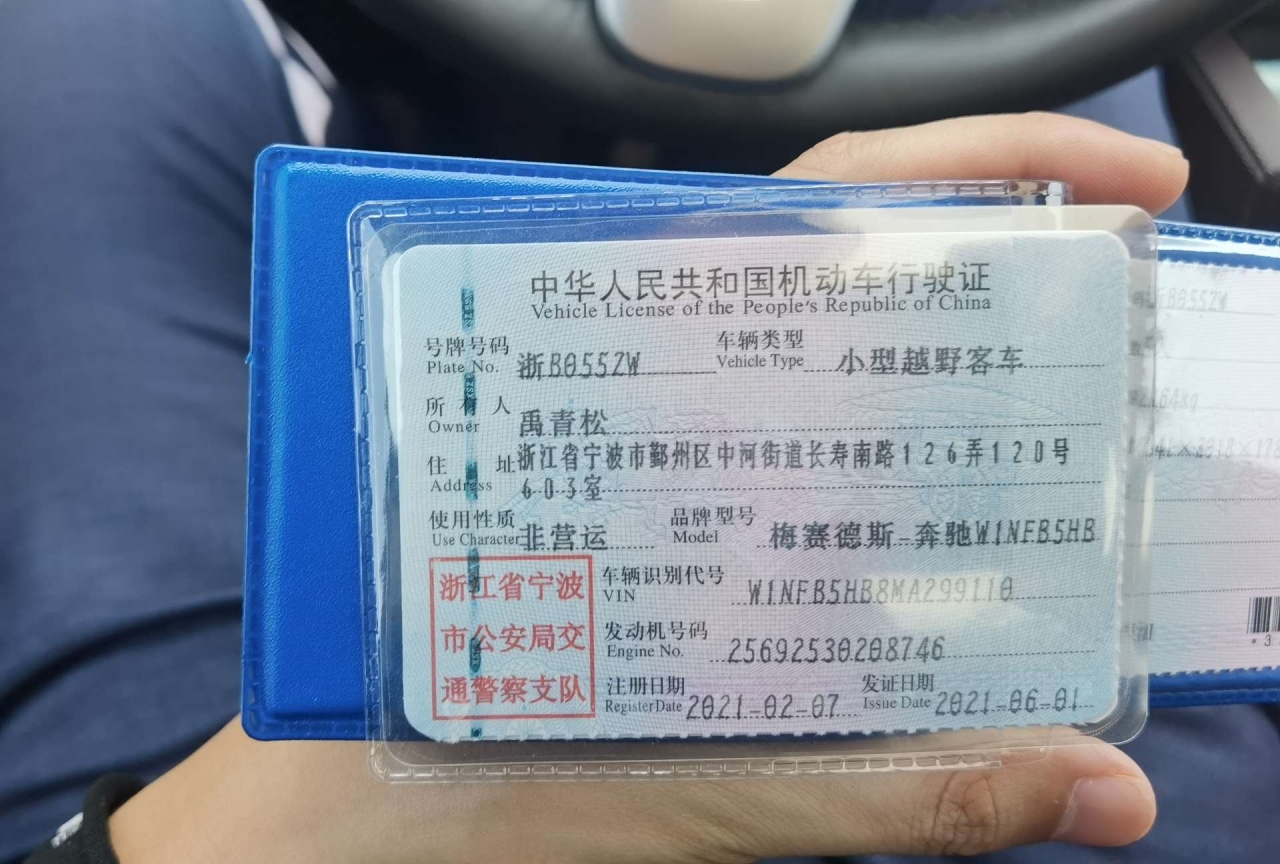 中华人民共和国机动车行驶证
Vehicle License of the People's Republic of China
号牌号码 Plate No. 浙B055ZW 车辆类型 Vehicle Type 小型越野客车
所有人 Owner 禹青松
住址 Address 浙江省宁波市鄞州区中河街道长寿南路126弄120号
603室
使用性质 Use Character 非营运 品牌型号 Model 梅赛德斯-奔驰W1NFB5HB
浙江省宁波
市公安局交
通警察支队
车辆识别代号 VIN W1NFB5HB8MA299110
发动机号码 Engine No. 25692530208746
注册日期 Register Date 2021-02-07 发证日期 Issue Date 2021-06-01
B055ZW